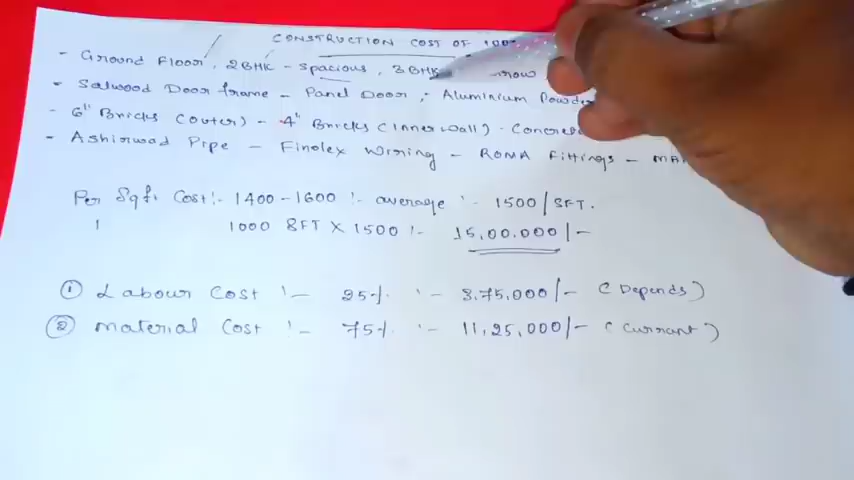 CONSTRUCTION COST OF 100
- Ground Floor, 2BHK - Spacious, 3BHK
- Salwood Door frame - Panel Door, - Aluminium Powder
- 6" Bricks (outer) - 4" Bricks (Inner wall) - Concrete
- Ashirwad Pipe - Finolex Wiring - ROMA Fittings -
Per Sqft. Cost:- 1400 - 1600 :- average :- 1500/SFT.
1 1000 SFT X 1500 :- 15,00,000/-
① Labour Cost :- 25% :- 3,75,000/- (Depends)
② Material Cost :- 75% :- 11,25,000/- (Currant)